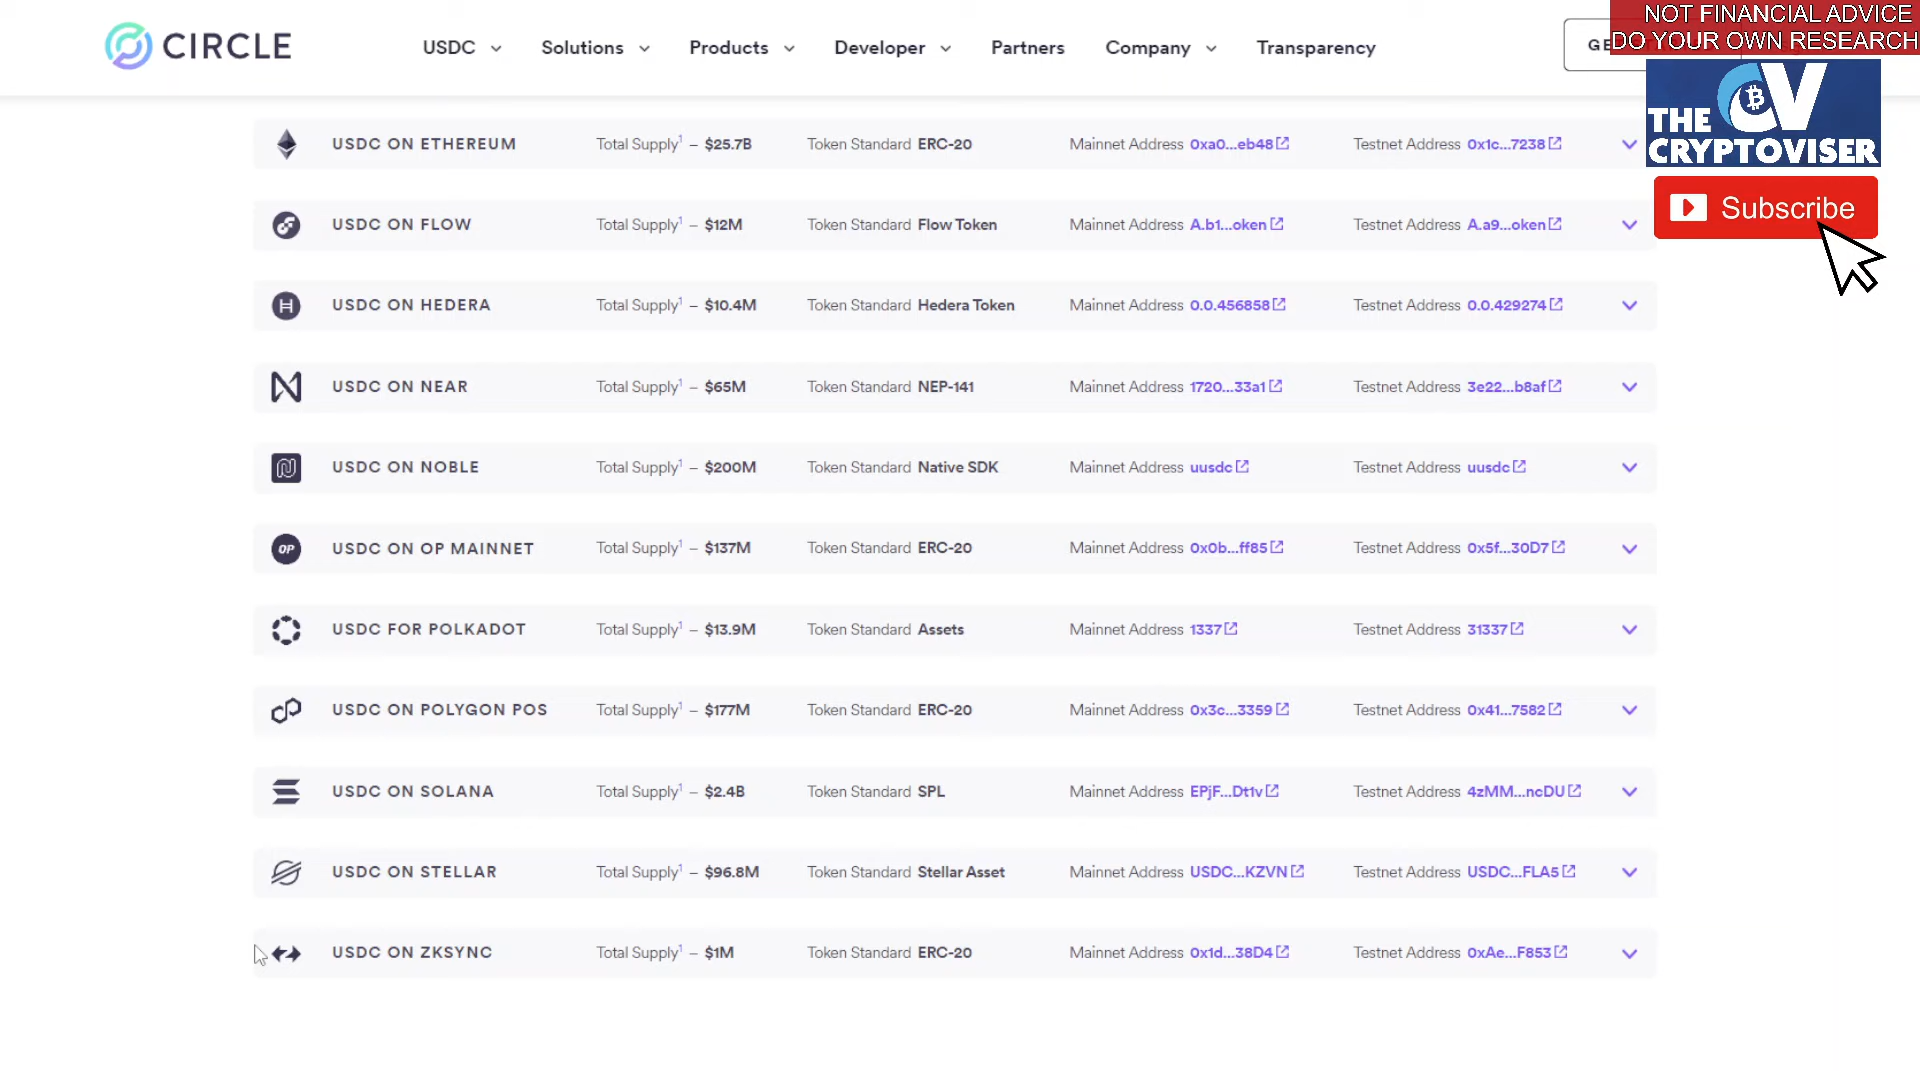 NOT FINANCIAL ADVICE
DO YOUR OWN RESEARCH
CIRCLE USDC Solutions Products Developer Partners Company Transparency GE
THE CV
CRYPTOVISER
Subscribe
USDC ON ETHEREUM Total Supply¹ – $25.7B Token Standard ERC-20 Mainnet Address 0xa0...eb48 Testnet Address 0x1c...7238
USDC ON FLOW Total Supply¹ – $12M Token Standard Flow Token Mainnet Address A.b1...oken Testnet Address A.a9...oken
H USDC ON HEDERA Total Supply¹ – $10.4M Token Standard Hedera Token Mainnet Address 0.0.456858 Testnet Address 0.0.429274
USDC ON NEAR Total Supply¹ – $65M Token Standard NEP-141 Mainnet Address 1720...33a1 Testnet Address 3e22...b8af
USDC ON NOBLE Total Supply¹ – $200M Token Standard Native SDK Mainnet Address uusdc Testnet Address uusdc
OP USDC ON OP MAINNET Total Supply¹ – $137M Token Standard ERC-20 Mainnet Address 0x0b...ff85 Testnet Address 0x5f...30D7
USDC FOR POLKADOT Total Supply¹ – $13.9M Token Standard Assets Mainnet Address 1337 Testnet Address 31337
USDC ON POLYGON POS Total Supply¹ – $177M Token Standard ERC-20 Mainnet Address 0x3c...3359 Testnet Address 0x41...7582
USDC ON SOLANA Total Supply¹ – $2.4B Token Standard SPL Mainnet Address EPjF...Dt1v Testnet Address 4zMM...ncDU
USDC ON STELLAR Total Supply¹ – $96.8M Token Standard Stellar Asset Mainnet Address USDC...KZVN Testnet Address USDC...FLA5
USDC ON ZKSYNC Total Supply¹ – $1M Token Standard ERC-20 Mainnet Address 0x1d...38D4 Testnet Address 0xAe...F853